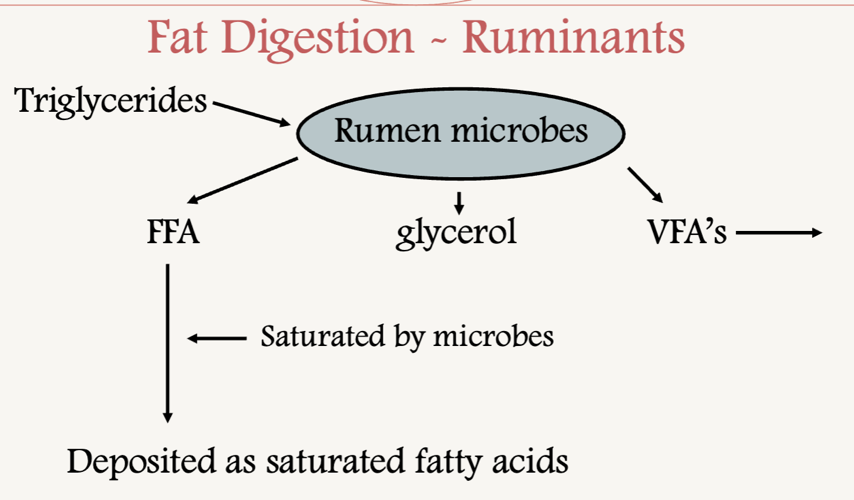 Fat Digestion ~ Ruminants
Triglycerides
Rumen microbes
FFA
glycerol
VFA’s
Saturated by microbes
Deposited as saturated fatty acids